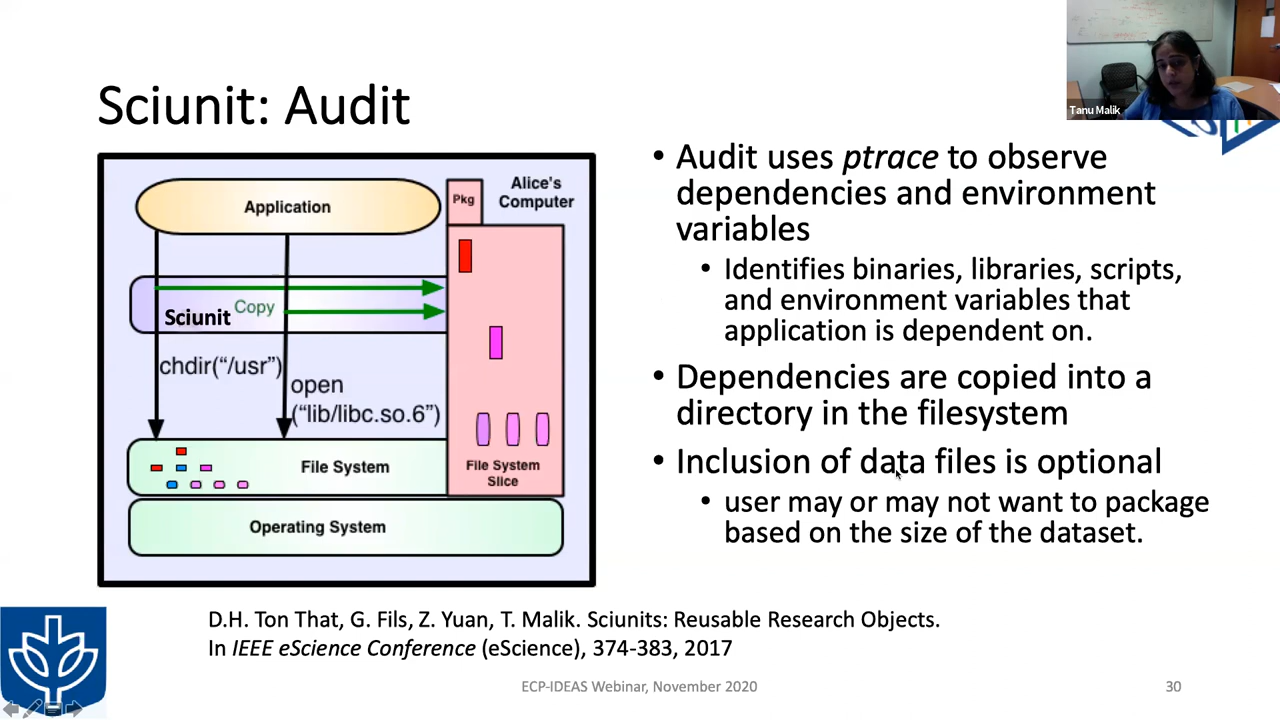 Tanu Malik
Sciunit: Audit
Application
Pkg
Alice's
Computer
Sciunit
Copy
chdir(“/usr”)
open
(“lib/libc.so.6”)
File System
File System
Slice
Operating System
• Audit uses ptrace to observe
dependencies and environment
variables
• Identifies binaries, libraries, scripts,
and environment variables that
application is dependent on.
• Dependencies are copied into a
directory in the filesystem
• Inclusion of data files is optional
• user may or may not want to package
based on the size of the dataset.
D.H. Ton That, G. Fils, Z. Yuan, T. Malik. Sciunits: Reusable Research Objects.
In IEEE eScience Conference (eScience), 374-383, 2017
ECP-IDEAS Webinar, November 2020
30